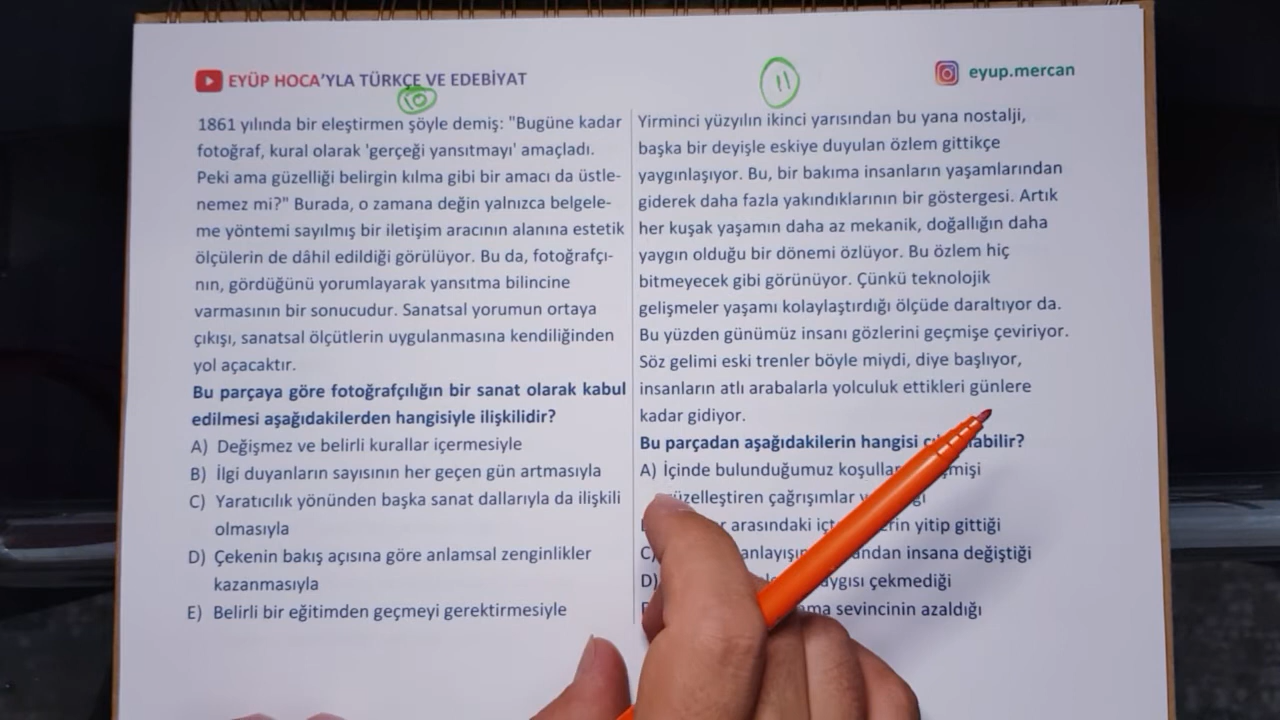 EYÜP HOCA'YLA TÜRKÇE VE EDEBİYAT
eyup.mercan
10
1861 yılında bir eleştirmen şöyle demiş: "Bugüne kadar
fotoğraf, kural olarak 'gerçeği yansıtmayı' amaçladı.
Peki ama güzelliği belirgin kılma gibi bir amacı da üstle-
nemez mi?" Burada, o zamana değin yalnızca belgele-
me yöntemi sayılmış bir iletişim aracının alanına estetik
ölçülerin de dâhil edildiği görülüyor. Bu da, fotoğrafçı-
nın, gördüğünü yorumlayarak yansıtma bilincine
varmasının bir sonucudur. Sanatsal yorumun ortaya
çıkışı, sanatsal ölçütlerin uygulanmasına kendiliğinden
yol açacaktır.
Bu parçaya göre fotoğrafçılığın bir sanat olarak kabul
edilmesi aşağıdakilerden hangisiyle ilişkilidir?
A) Değişmez ve belirli kurallar içermesiyle
B) İlgi duyanların sayısının her geçen gün artmasıyla
C) Yaratıcılık yönünden başka sanat dallarıyla da ilişkili
olmasıyla
D) Çekenin bakış açısına göre anlamsal zenginlikler
kazanmasıyla
E) Belirli bir eğitimden geçmeyi gerektirmesiyle
11
Yirminci yüzyılın ikinci yarısından bu yana nostalji,
başka bir deyişle eskiye duyulan özlem gittikçe
yaygınlaşıyor. Bu, bir bakıma insanların yaşamlarından
giderek daha fazla yakındıklarının bir göstergesi. Artık
her kuşak yaşamın daha az mekanik, doğallığın daha
yaygın olduğu bir dönemi özlüyor. Bu özlem hiç
bitmeyecek gibi görünüyor. Çünkü teknolojik
gelişmeler yaşamı kolaylaştırdığı ölçüde daraltıyor da.
Bu yüzden günümüz insanı gözlerini geçmişe çeviriyor.
Söz gelimi eski trenler böyle miydi, diye başlıyor,
insanların atlı arabalarla yolculuk ettikleri günlere
kadar gidiyor.
Bu parçadan aşağıdakilerin hangisi
A) İçinde bulunduğumuz
çağrışımlar
arasındaki yitip gittiği
C) insana değiştiği
D) çekmediği
sevincinin azaldığı